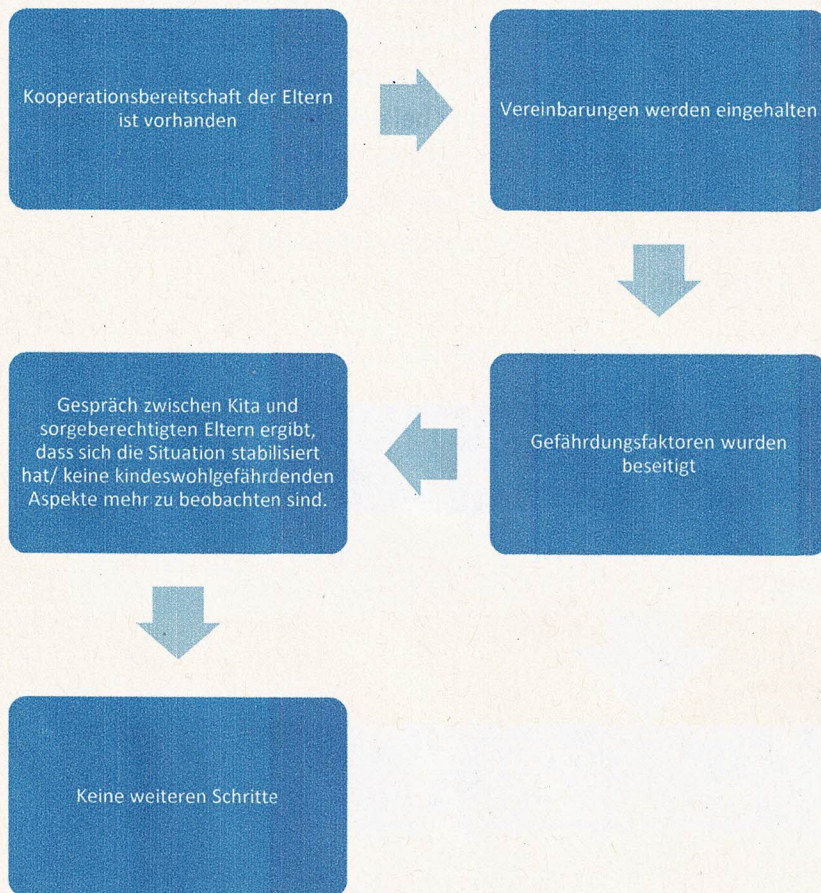 Kooperationsbereitschaft der Eltern
ist vorhanden
Vereinbarungen werden eingehalten
Gefährdungsfaktoren wurden
beseitigt
Gespräch zwischen Kita und
sorgeberechtigten Eltern ergibt,
dass sich die Situation stabilisiert
hat/ keine kindeswohlgefährdenden
Aspekte mehr zu beobachten sind.
Keine weiteren Schritte